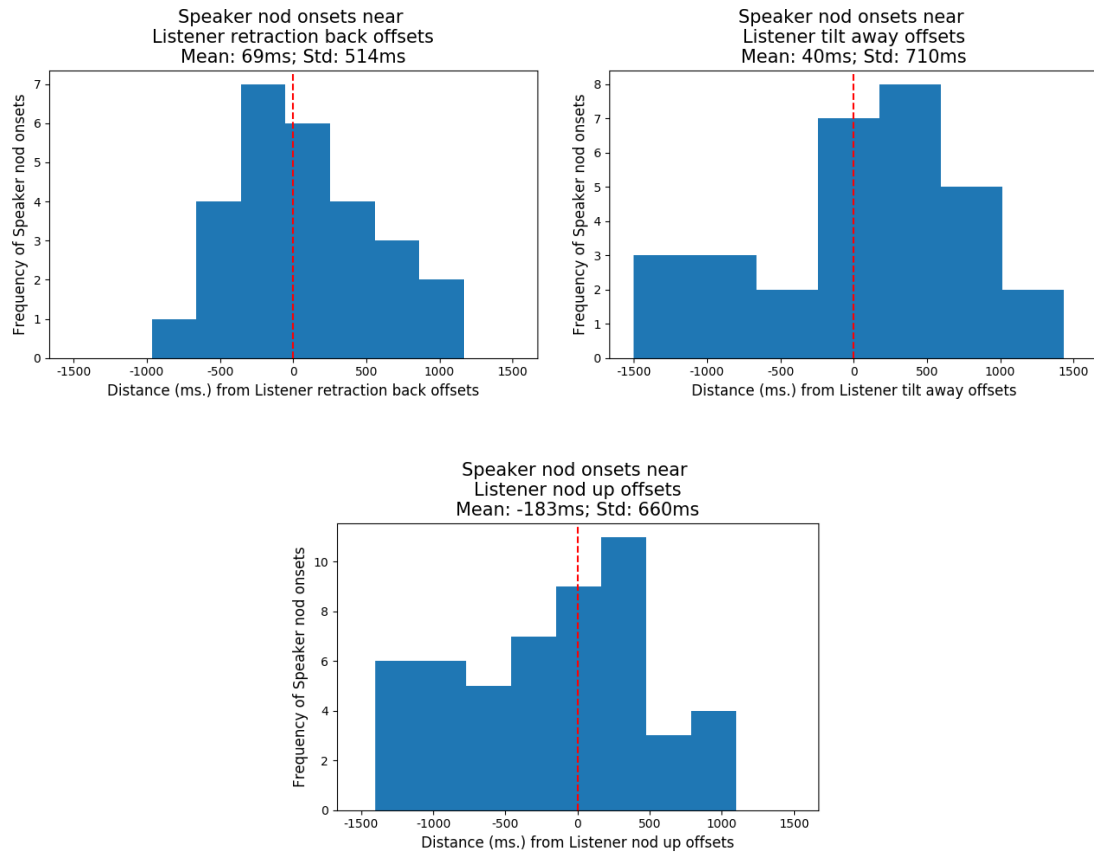 Speaker nod onsets near
Listener retraction back offsets
Mean: 69ms; Std: 514ms
Frequency of Speaker nod onsets
7
6
5
4
3
2
1
0
-1500 -1000 -500 0 500 1000 1500
Distance (ms.) from Listener retraction back offsets
Speaker nod onsets near
Listener tilt away offsets
Mean: 40ms; Std: 710ms
Frequency of Speaker nod onsets
8
7
6
5
4
3
2
1
0
-1500 -1000 -500 0 500 1000 1500
Distance (ms.) from Listener tilt away offsets
Speaker nod onsets near
Listener nod up offsets
Mean: -183ms; Std: 660ms
Frequency of Speaker nod onsets
10
8
6
4
2
0
-1500 -1000 -500 0 500 1000 1500
Distance (ms.) from Listener nod up offsets